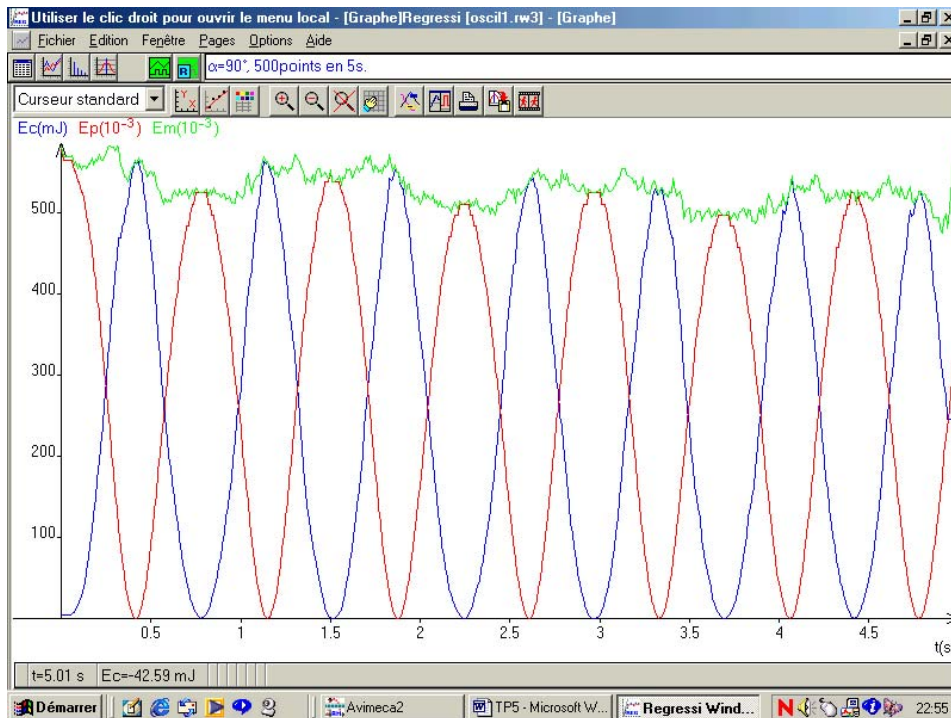 Utiliser le clic droit pour ouvrir le menu local - [Graphe]Regressi [oscil1.rw3] - [Graphe]
Fichier Edition Fenêtre Pages Options Aide
α=90°, 500points en 5s.
Curseur standard
Ec(mJ) Ep(10⁻³) Em(10⁻³)
500
400
300
200
100
0.5 1 1.5 2 2.5 3 3.5 4 4.5
t(s
t=5.01 s Ec=-42.59 mJ
Démarrer Avimeca2 TP5 - Microsoft W... Regressi Wind... 22:55